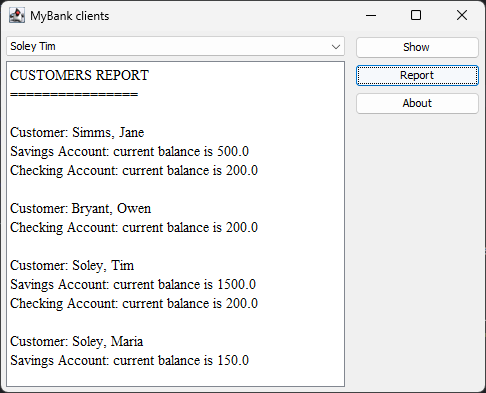 MyBank clients
Soley Tim
Show
CUSTOMERS REPORT
================
Report
About
Customer: Simms, Jane
Savings Account: current balance is 500.0
Checking Account: current balance is 200.0
Customer: Bryant, Owen
Checking Account: current balance is 200.0
Customer: Soley, Tim
Savings Account: current balance is 1500.0
Checking Account: current balance is 200.0
Customer: Soley, Maria
Savings Account: current balance is 150.0